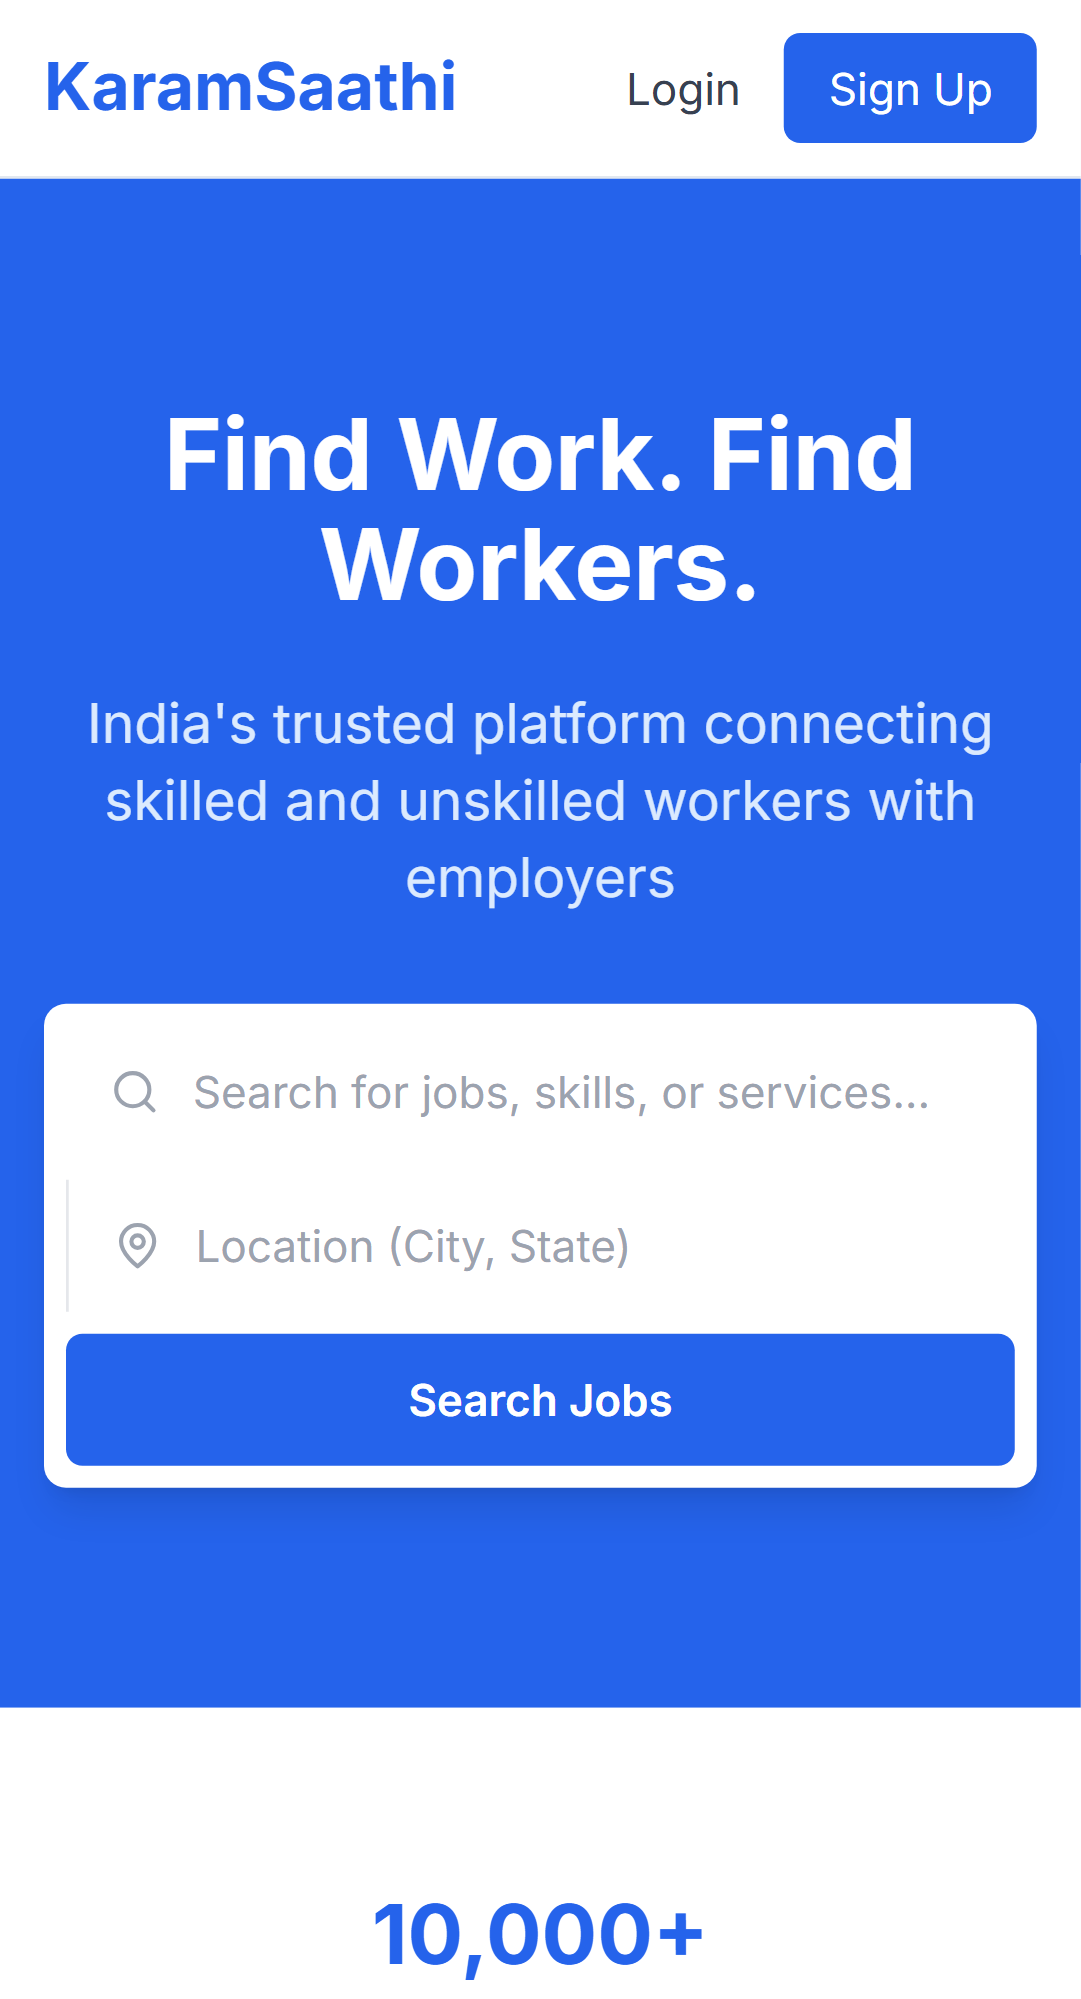 KaramSaathi
Login
Sign Up
Find Work. Find
Workers.
India's trusted platform connecting
skilled and unskilled workers with
employers
Search for jobs, skills, or services...
Location (City, State)
Search Jobs
10,000+